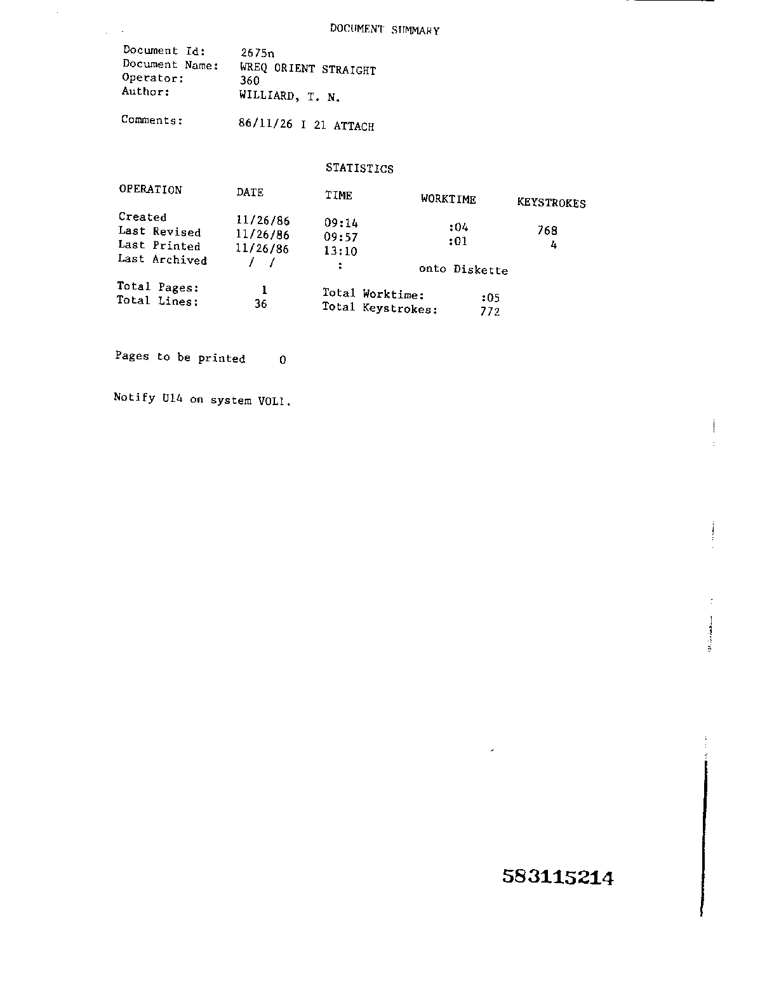 DOCUMENT SUMMARY
Document Id: 2675n
Document Name: WREQ ORIENT STRAIGHT
Operator: 360
Author: WILLIARD, T. N.
Comments: 86/11/26 I 21 ATTACH
STATISTICS
OPERATION DATE TIME WORKTIME KEYSTROKES
Created 11/26/86 09:14 :04 768
Last Revised 11/26/86 09:57 :01 4
Last Printed 11/26/86 13:10
Last Archived / / : onto Diskette
Total Pages: 1 Total Worktime: :05
Total Lines: 36 Total Keystrokes: 772
Pages to be printed 0
Notify U14 on system VOL1.
583115214